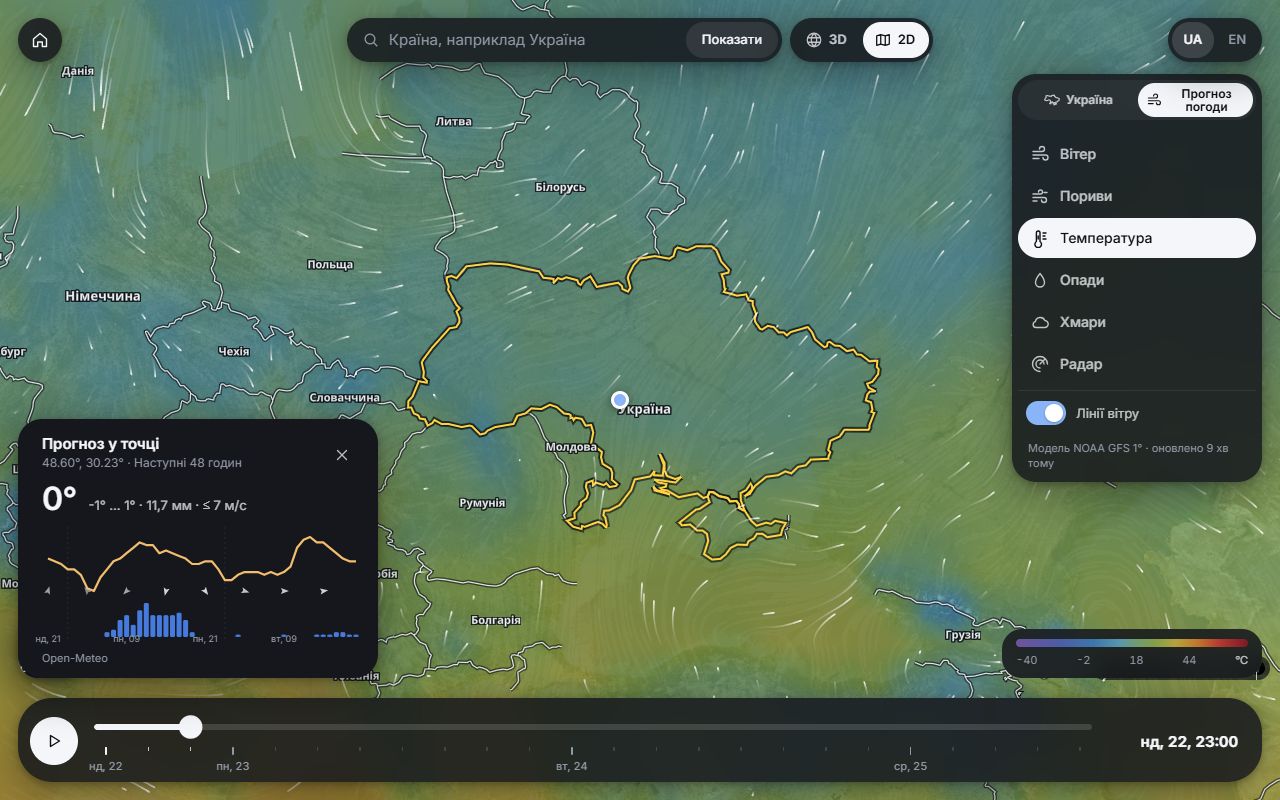 Країна, наприклад Україна
Показати
3D
2D
UA
EN
Данія
Литва
Білорусь
Польща
Німеччина
бург
Чехія
Словаччина
Україна
Молдова
Румунія
Болгарія
Грузія
Україна
Прогноз
погоди
Вітер
Пориви
Температура
Опади
Хмари
Радар
Лінії вітру
Модель NOAA GFS 1° · оновлено 9 хв
тому
Прогноз у точці
48.60°, 30.23° · Наступні 48 годин
0°
-1° … 1° · 11,7 мм · ≤ 7 м/с
нд, 21
пн, 09
пн, 21
вт, 09
Open-Meteo
-40
-2
18
44
°C
нд, 22
пн, 23
вт, 24
ср, 25
нд, 22, 23:00